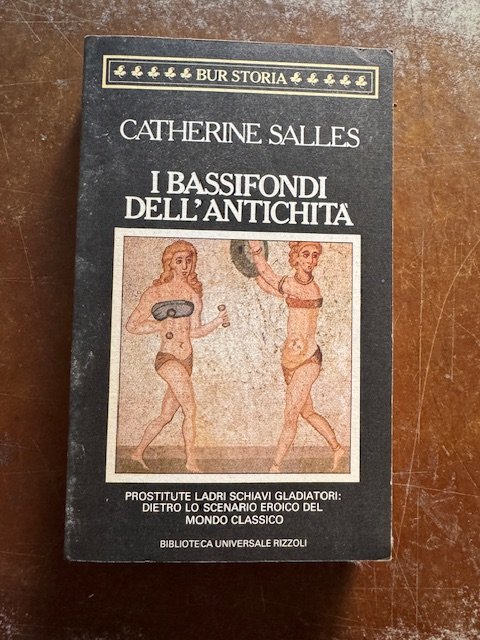 BUR STORIA
CATHERINE SALLES
I BASSIFONDI
DELL'ANTICHITÀ
PROSTITUTE LADRI SCHIAVI GLADIATORI:
DIETRO LO SCENARIO EROICO DEL
MONDO CLASSICO
BIBLIOTECA UNIVERSALE RIZZOLI